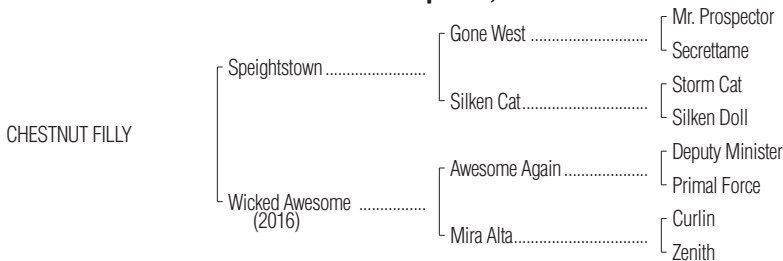 Mr. Prospector
Gone West ..............................
Secrettame
Speightstown .........................
Storm Cat
Silken Cat................................
Silken Doll
CHESTNUT FILLY
Deputy Minister
Awesome Again .....................
Primal Force
Wicked Awesome .................
(2016)
Curlin
Mira Alta..................................
Zenith